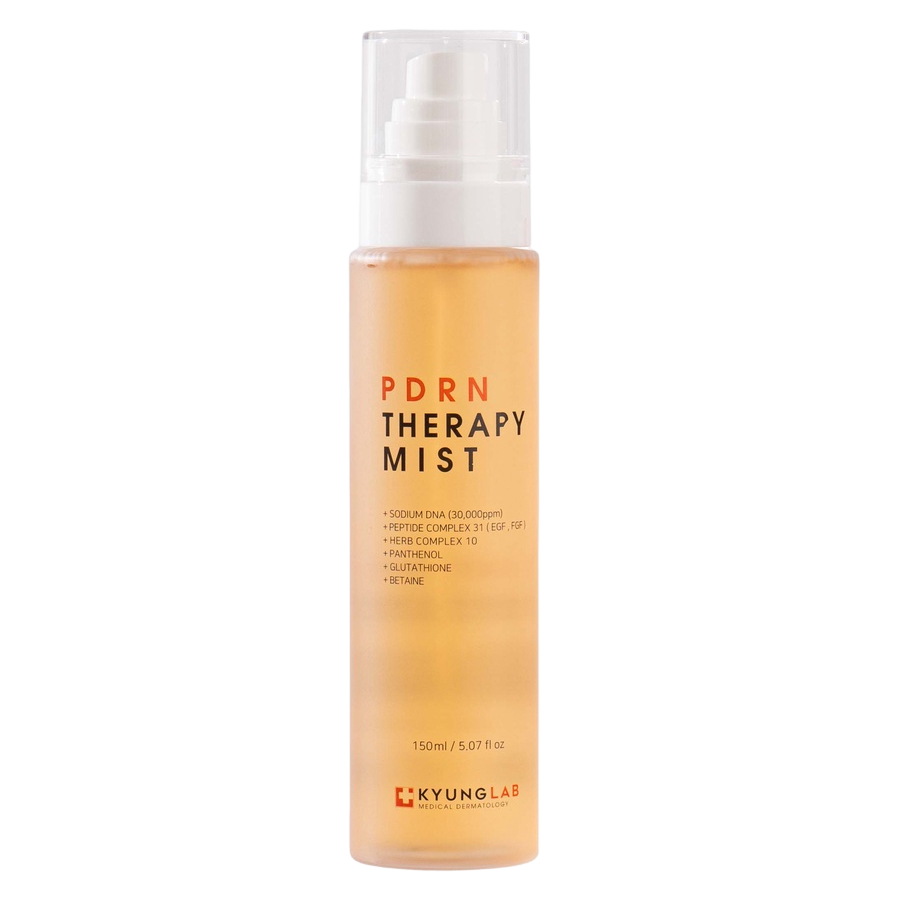 PDRN
THERAPY
MIST
+SODIUM DNA (30,000ppm)
+PEPTIDE COMPLEX 31 ( EGF , FGF )
+HERB COMPLEX 10
+PANTHENOL
+GLUTATHIONE
+BETAINE
150ml / 5.07 fl oz
KYUNGLAB
MEDICAL DERMATOLOGY